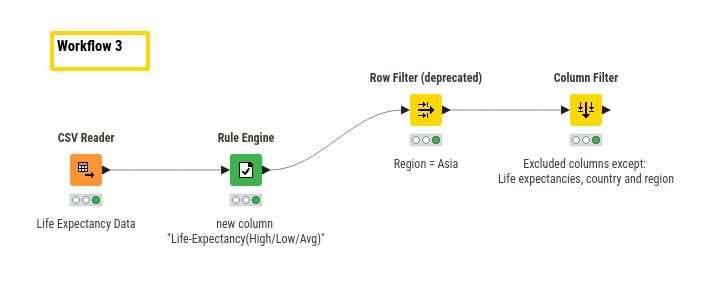 Workflow 3
Row Filter (deprecated)
Column Filter
Region = Asia
Excluded columns except:
Life expectancies, country and region
CSV Reader
Rule Engine
Life Expectancy Data
new column
"Life-Expectancy(High/Low/Avg)"